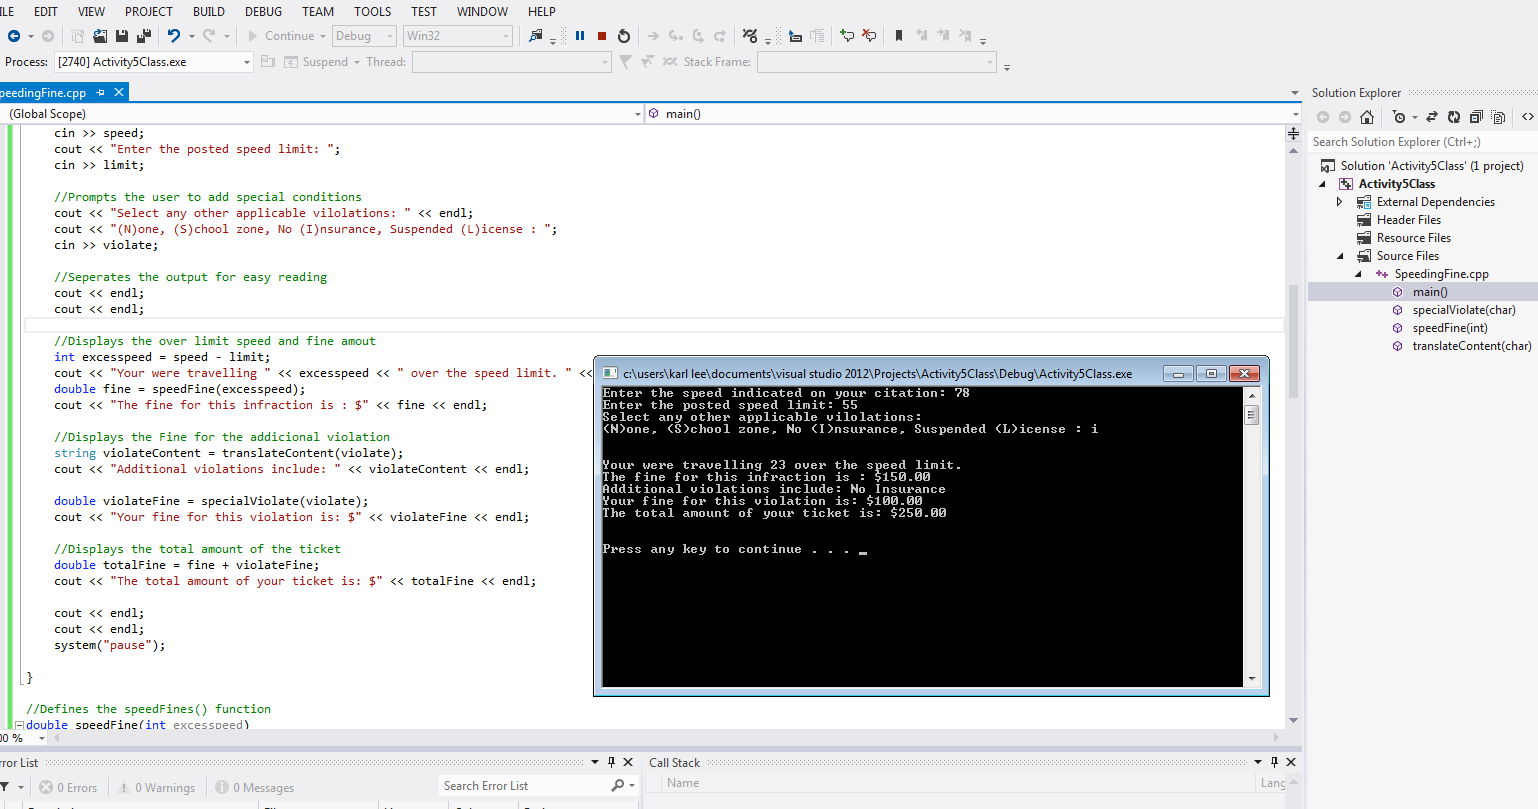 ILE EDIT VIEW PROJECT BUILD DEBUG TEAM TOOLS TEST WINDOW HELP
Continue Debug Win32
Process: [2740] Activity5Class.exe Suspend Thread: Stack Frame:
peedingFine.cpp
(Global Scope) main()
cin >> speed;
cout << "Enter the posted speed limit: ";
cin >> limit;
//Prompts the user to add special conditions
cout << "Select any other applicable vilolations: " << endl;
cout << "(N)one, (S)chool zone, No (I)nsurance, Suspended (L)icense : ";
cin >> violate;
//Seperates the output for easy reading
cout << endl;
cout << endl;
//Displays the over limit speed and fine amout
int excesspeed = speed - limit;
cout << "Your were travelling " << excesspeed << " over the speed limit. " <<
double fine = speedFine(excesspeed);
cout << "The fine for this infraction is : $" << fine << endl;
//Displays the Fine for the addicional violation
string violateContent = translateContent(violate);
cout << "Additional violations include: " << violateContent << endl;
double violateFine = specialViolate(violate);
cout << "Your fine for this violation is: $" << violateFine << endl;
//Displays the total amount of the ticket
double totalFine = fine + violateFine;
cout << "The total amount of your ticket is: $" << totalFine << endl;
cout << endl;
cout << endl;
system("pause");
}
//Defines the speedFines() function
double speedFine(int excesspeed)
00 %
c:\users\karl lee\documents\visual studio 2012\Projects\Activity5Class\Debug\Activity5Class.exe
Enter the speed indicated on your citation: 78
Enter the posted speed limit: 55
Select any other applicable vilolations:
(N)one, (S)chool zone, No (I)nsurance, Suspended (L)icense : i
Your were travelling 23 over the speed limit.
The fine for this infraction is : $150.00
Additional violations include: No Insurance
Your fine for this violation is: $100.00
The total amount of your ticket is: $250.00
Press any key to continue . . . _
Solution Explorer
Search Solution Explorer (Ctrl+;)
Solution 'Activity5Class' (1 project)
Activity5Class
External Dependencies
Header Files
Resource Files
Source Files
SpeedingFine.cpp
main()
specialViolate(char)
speedFine(int)
translateContent(char)
rror List
0 Errors 0 Warnings 0 Messages Search Error List
Call Stack
Name Lang